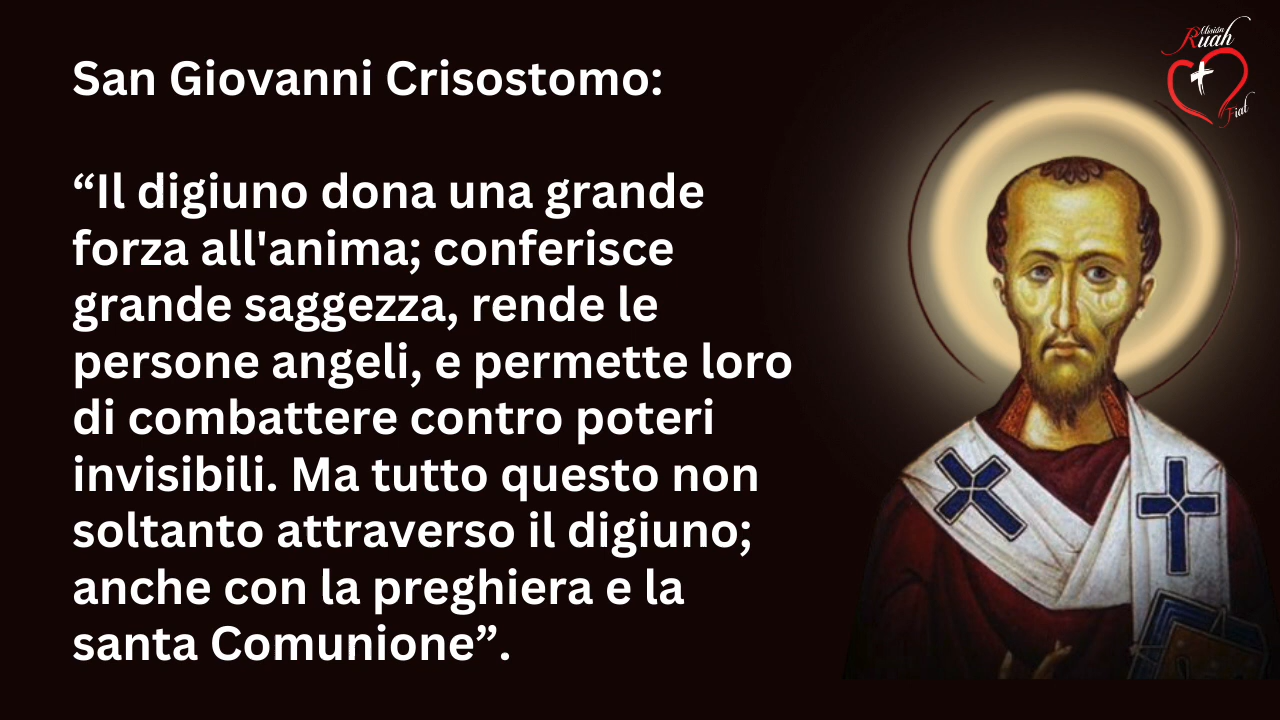 San Giovanni Crisostomo:
“Il digiuno dona una grande
forza all'anima; conferisce
grande saggezza, rende le
persone angeli, e permette loro
di combattere contro poteri
invisibili. Ma tutto questo non
soltanto attraverso il digiuno;
anche con la preghiera e la
santa Comunione”.
Misión
Ruah
Fiat